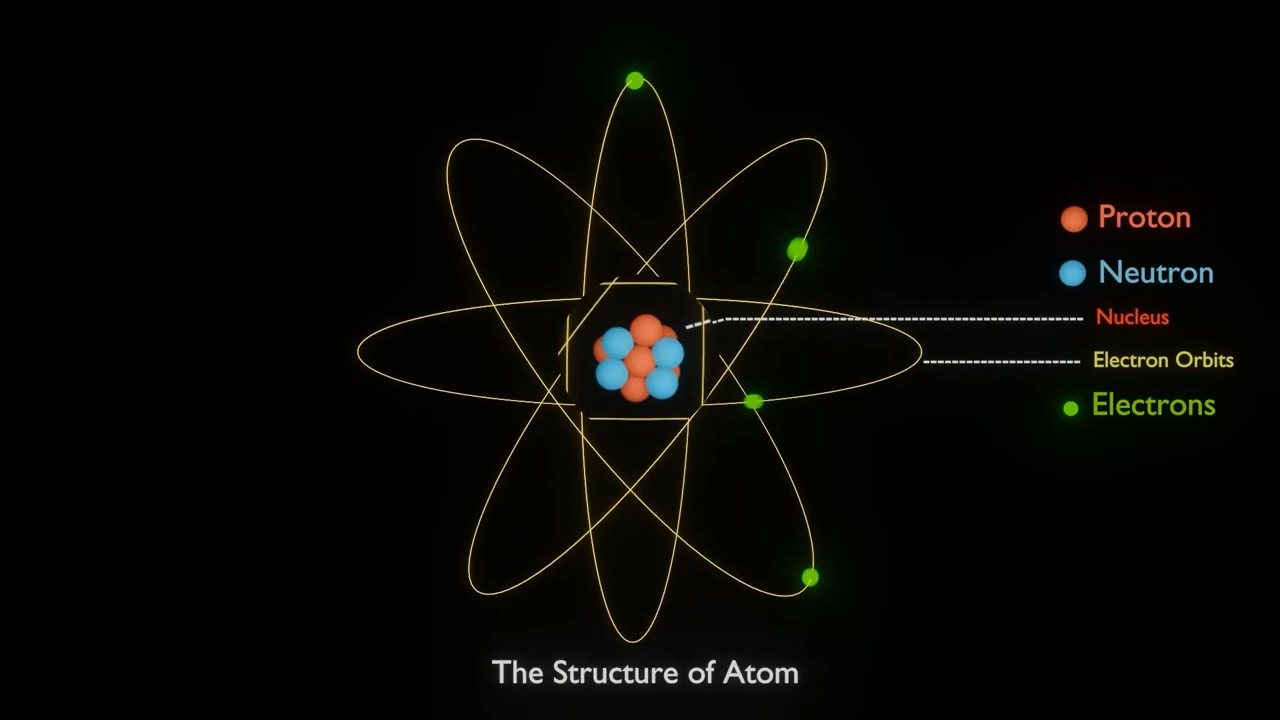 Proton
Neutron
Nucleus
Electron Orbits
Electrons
The Structure of Atom